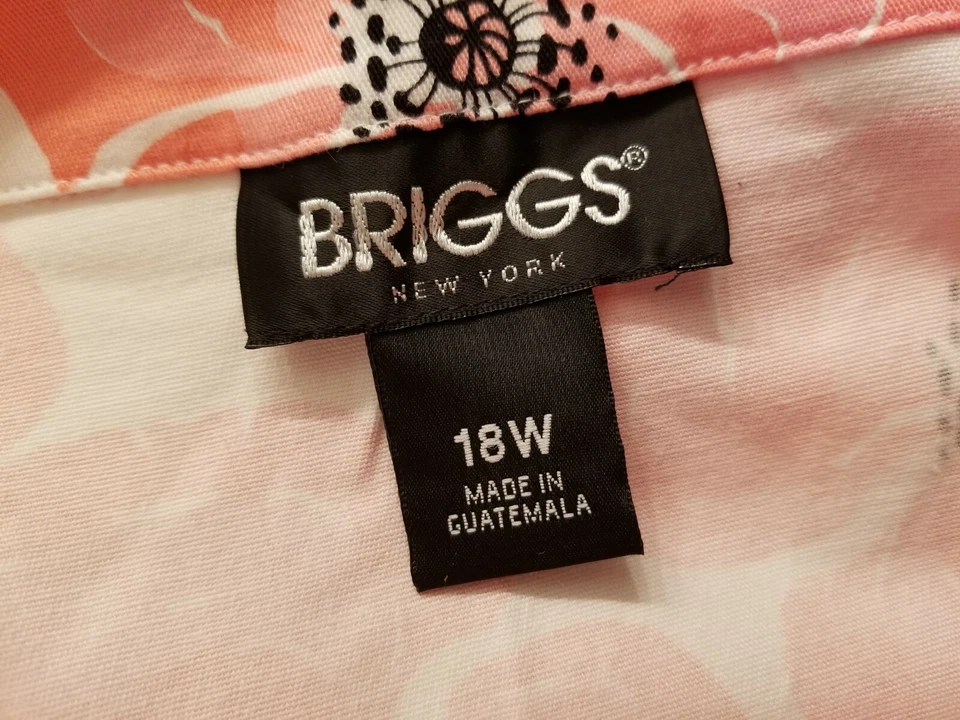 BRIGGS®
NEW YORK
18W
MADE IN
GUATEMALA